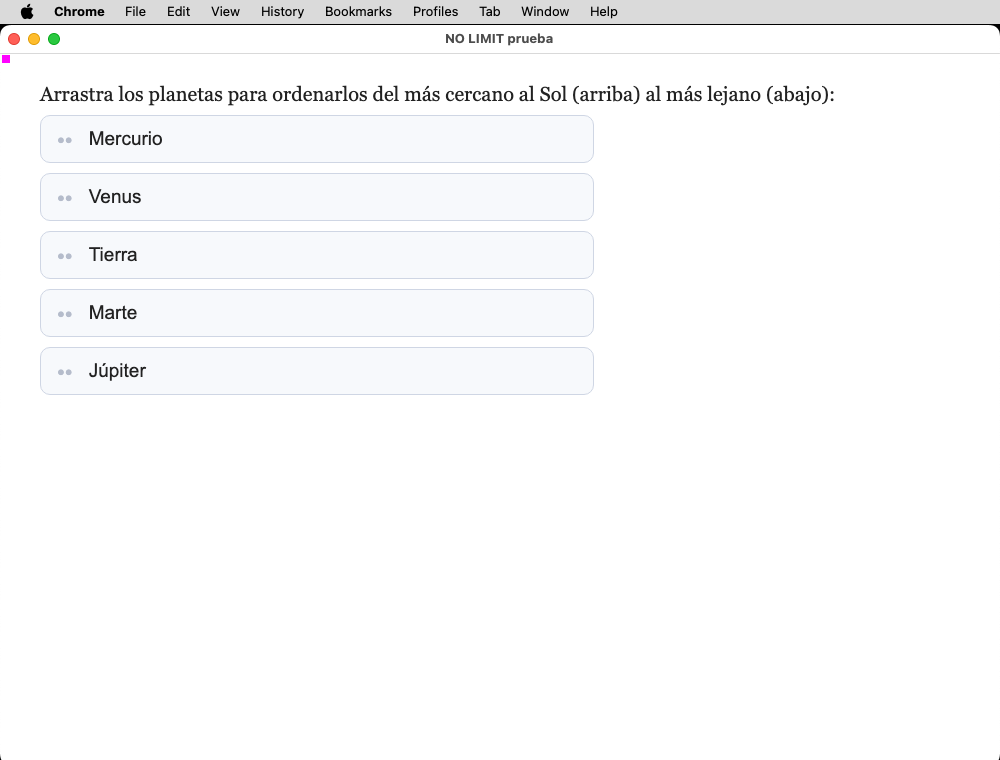 Chrome File Edit View History Bookmarks Profiles Tab Window Help
NO LIMIT prueba
Arrastra los planetas para ordenarlos del más cercano al Sol (arriba) al más lejano (abajo):
Mercurio
Venus
Tierra
Marte
Júpiter